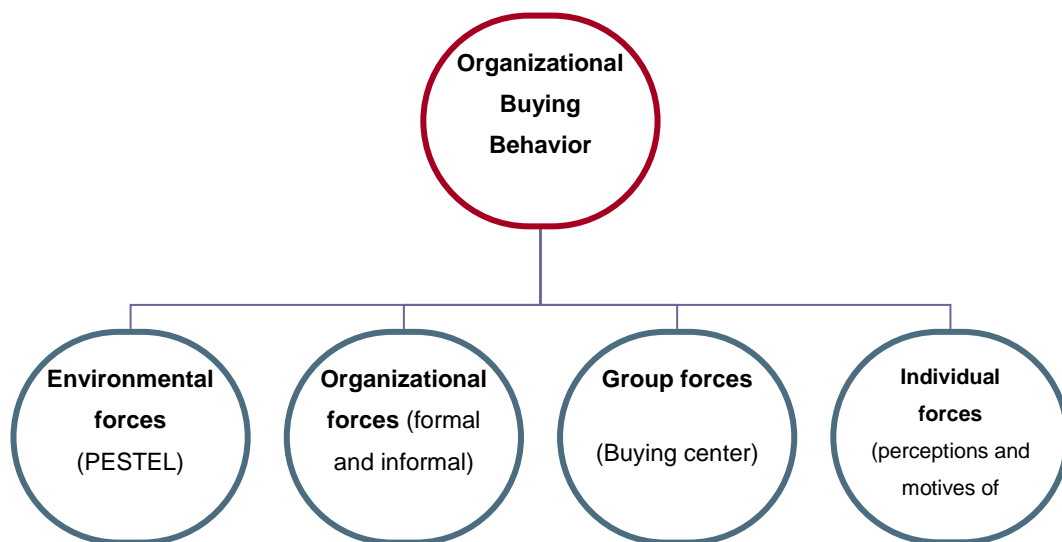 Organizational
Buying
Behavior
Environmental
forces
(PESTEL)
Organizational
forces (formal
and informal)
Group forces
(Buying center)
Individual
forces
(perceptions and
motives of